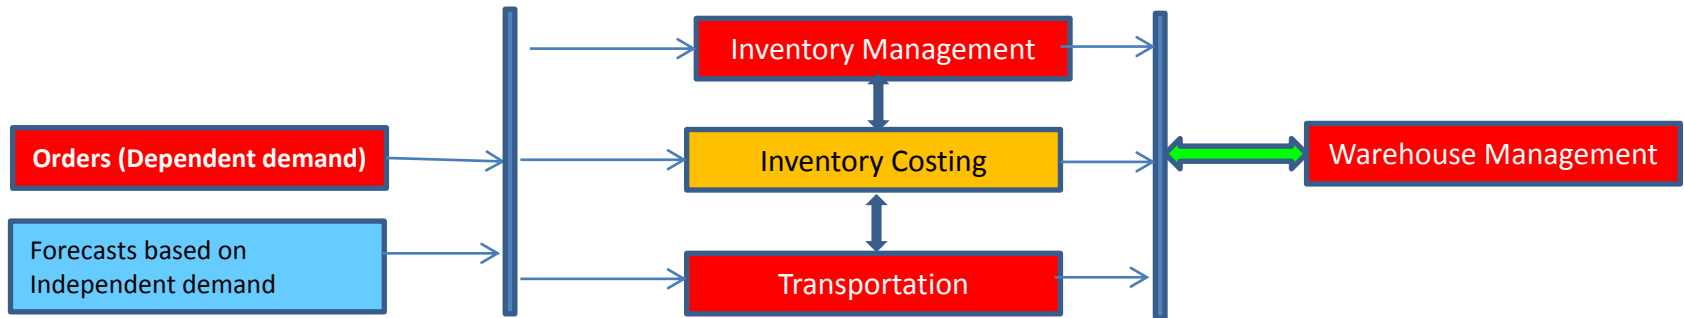 Orders (Dependent demand)
Forecasts based on
Independent demand
Inventory Management
Inventory Costing
Transportation
Warehouse Management